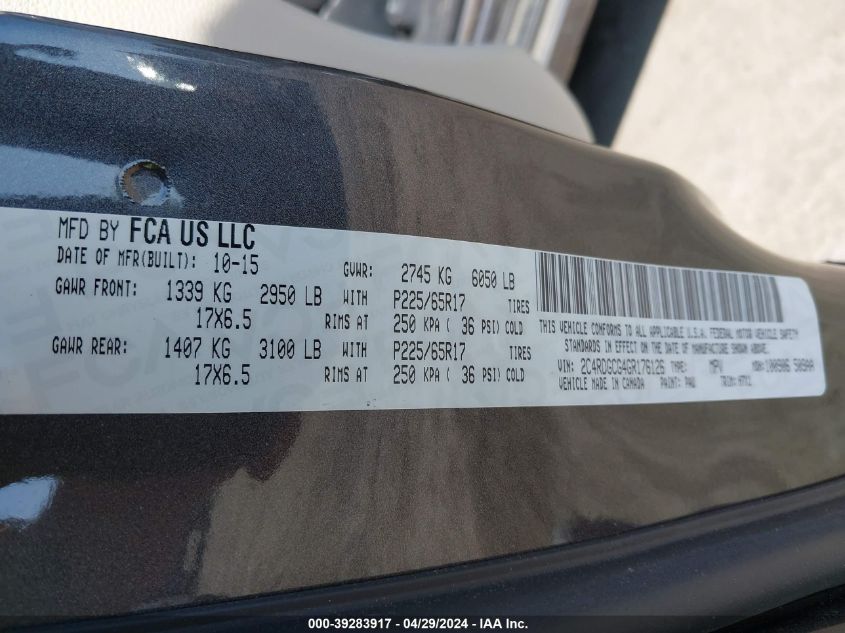 MFD BY FCA US LLC
DATE OF MFR(BUILT): 10-15 GVWR: 2745 KG 6050 LB
GAWR FRONT: 1339 KG 2950 LB WITH P225/65R17 TIRES
17X6.5 RIMS AT 250 KPA ( 36 PSI) COLD
GAWR REAR: 1407 KG 3100 LB WITH P225/65R17 TIRES
17X6.5 RIMS AT 250 KPA ( 36 PSI) COLD
THIS VEHICLE CONFORMS TO ALL APPLICABLE U.S.A. FEDERAL MOTOR VEHICLE SAFETY
STANDARDS IN EFFECT ON THE DATE OF MANUFACTURE SHOWN ABOVE.
VIN: 2C4RDGCG4GR176126 TYPE: MPV MDH:
VEHICLE MADE IN CANADA PAINT: PAU TRIM:
000-39283917 - 04/29/2024 - IAA Inc.